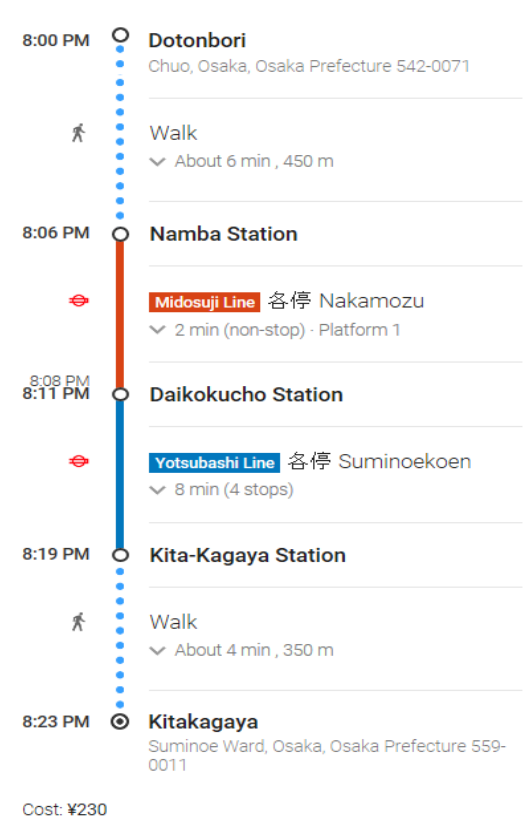 8:00 PM Dotonbori
Chuo, Osaka, Osaka Prefecture 542-0071
Walk
About 6 min , 450 m
8:06 PM Namba Station
Midosuji Line 各停 Nakamozu
2 min (non-stop) · Platform 1
8:08 PM
8:11 PM Daikokucho Station
Yotsubashi Line 各停 Suminoekoen
8 min (4 stops)
8:19 PM Kita-Kagaya Station
Walk
About 4 min , 350 m
8:23 PM Kitakagaya
Suminoe Ward, Osaka, Osaka Prefecture 559-
0011
Cost: ¥230